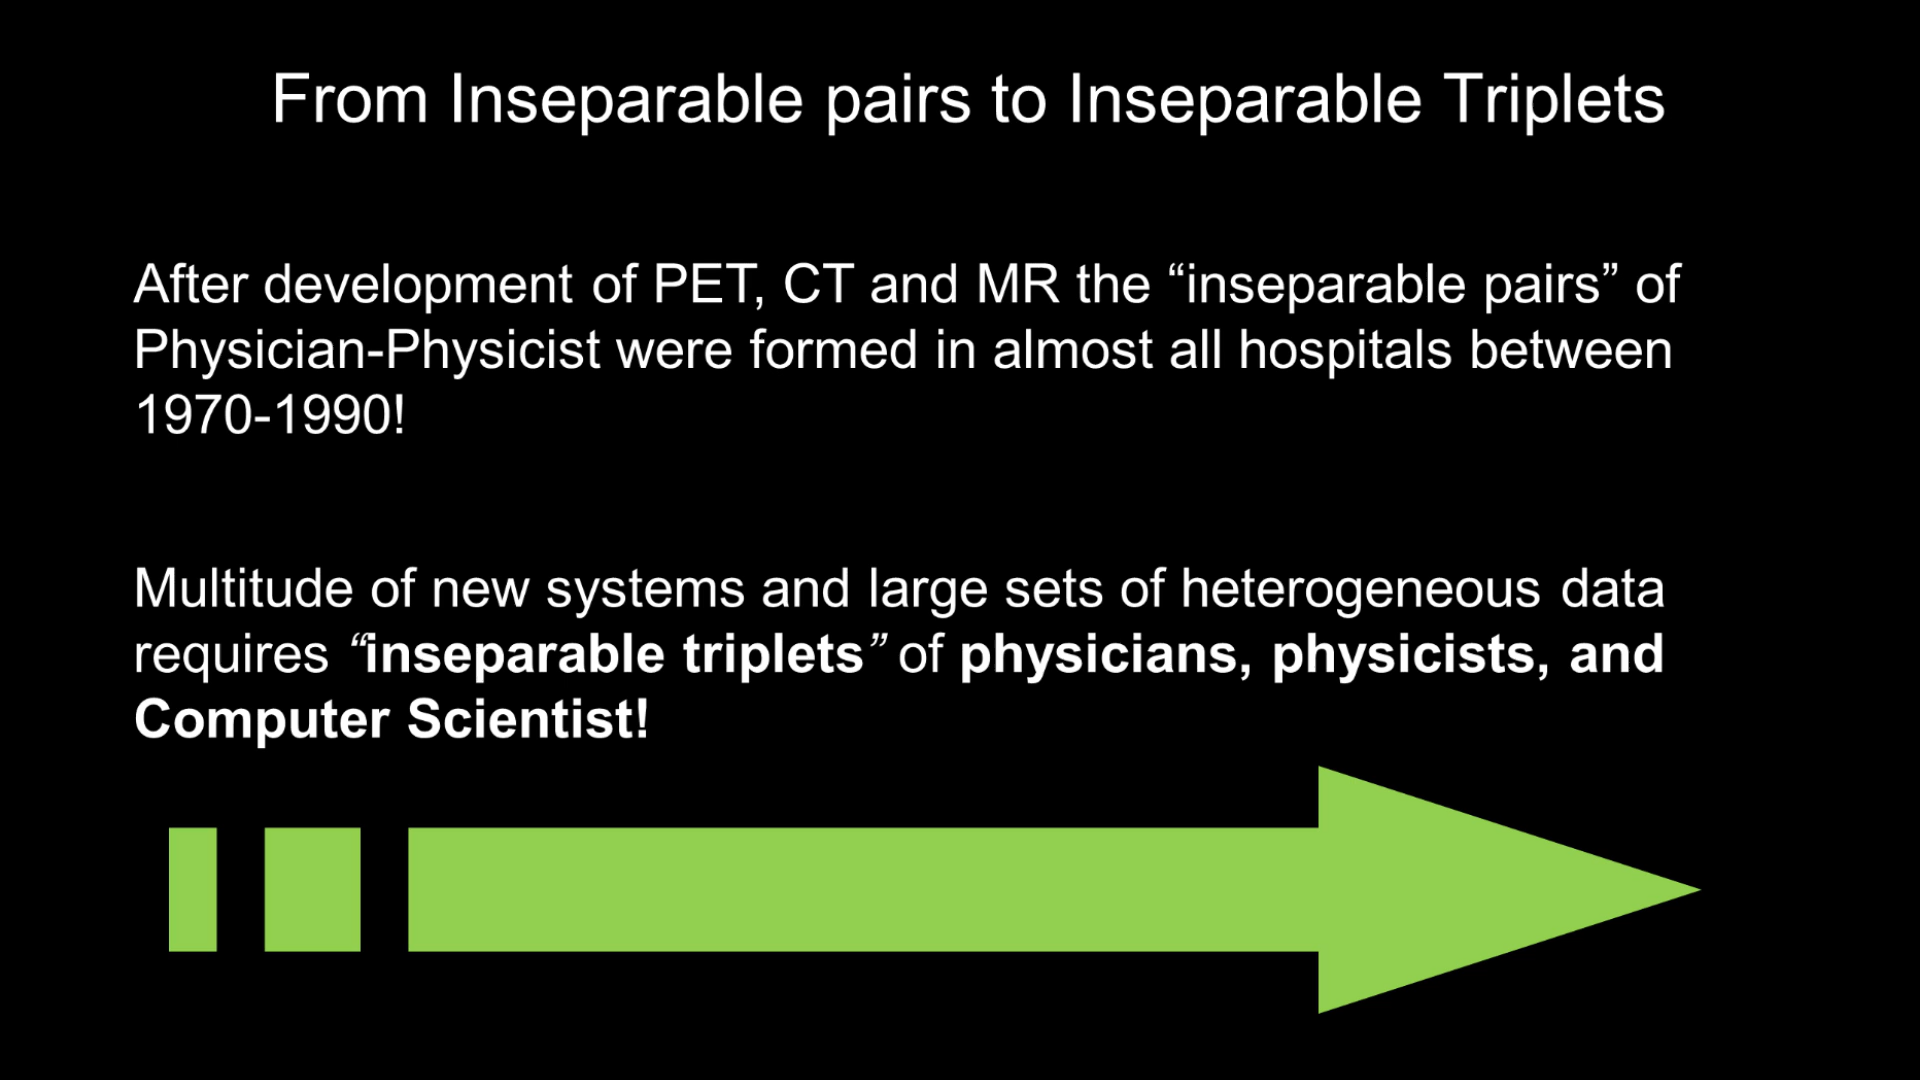 From Inseparable pairs to Inseparable Triplets
After development of PET, CT and MR the “inseparable pairs” of
Physician-Physicist were formed in almost all hospitals between
1970-1990!
Multitude of new systems and large sets of heterogeneous data
requires “inseparable triplets” of physicians, physicists, and
Computer Scientist!